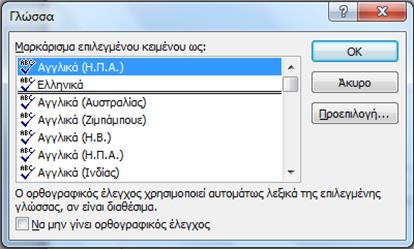 Γλώσσα
Μαρκάρισμα επιλεγμένου κειμένου ως:
Αγγλικά (Η.Π.Α.)
Ελληνικά
Αγγλικά (Αυστραλίας)
Αγγλικά (Ζιμπάμπουε)
Αγγλικά (Η.Β.)
Αγγλικά (Η.Π.Α.)
Αγγλικά (Ινδίας)
OK
Άκυρο
Προεπιλογή...
Ο ορθογραφικός έλεγχος χρησιμοποιεί αυτομάτως λεξικά της επιλεγμένης
γλώσσας, αν είναι διαθέσιμα.
Να μην γίνει ορθογραφικός έλεγχος